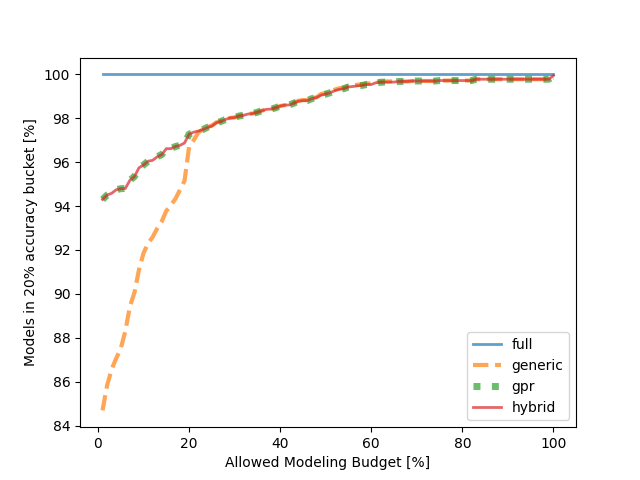 100
98
96
94
92
90
88
86
84
Models in 20% accuracy bucket [%]
full
generic
gpr
hybrid
0 20 40 60 80 100
Allowed Modeling Budget [%]